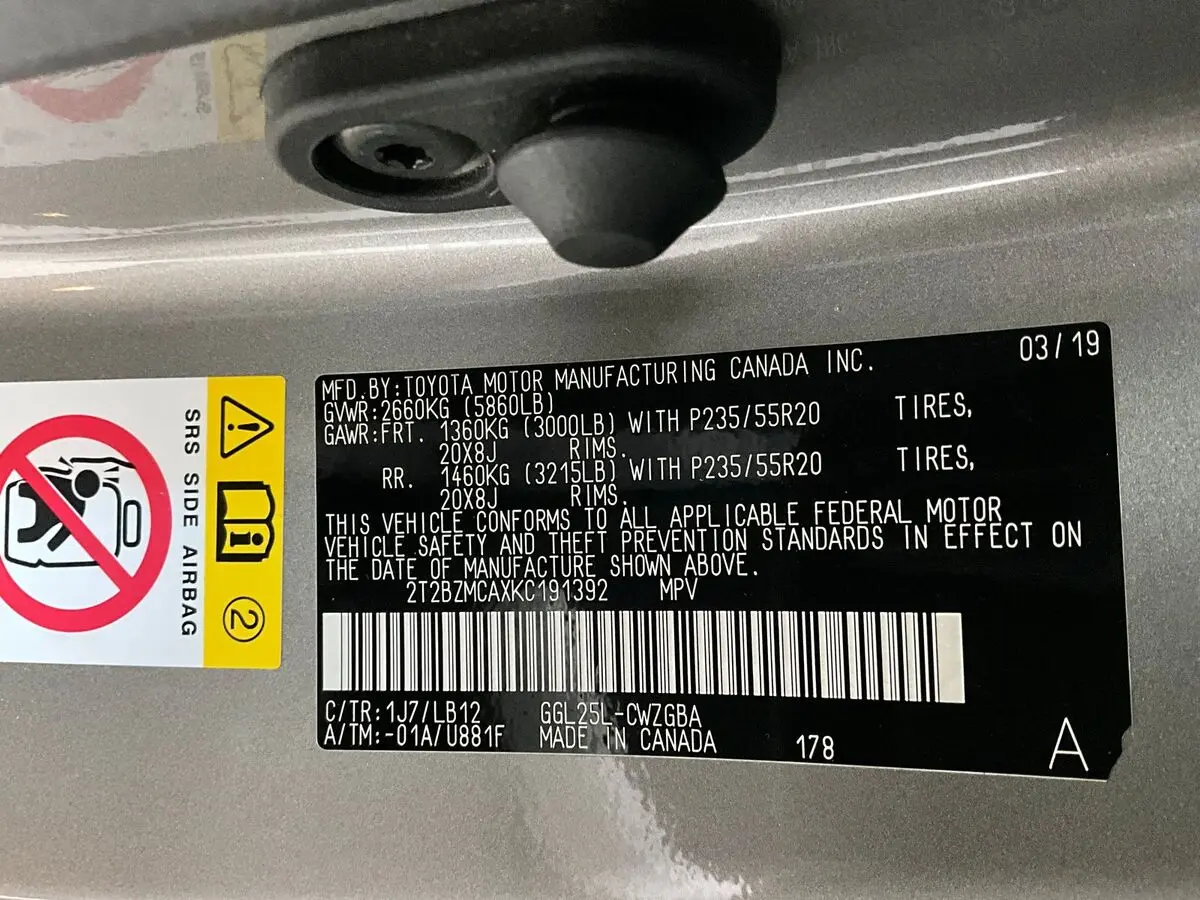 03/19
MFD.BY:TOYOTA MOTOR MANUFACTURING CANADA INC.
GVWR:2660KG (5860LB)
GAWR:FRT. 1360KG (3000LB) WITH P235/55R20 TIRES,
20X8J RIMS.
RR. 1460KG (3215LB) WITH P235/55R20 TIRES,
20X8J RIMS.
THIS VEHICLE CONFORMS TO ALL APPLICABLE FEDERAL MOTOR
VEHICLE SAFETY AND THEFT PREVENTION STANDARDS IN EFFECT ON
THE DATE OF MANUFACTURE SHOWN ABOVE.
2T2BZMCAXKC191392 MPV
C/TR:1J7/LB12 GGL25L-CWZGBA
A/TM:-01A/U881F MADE IN CANADA 178 A
SRS SIDE AIRBAG
2